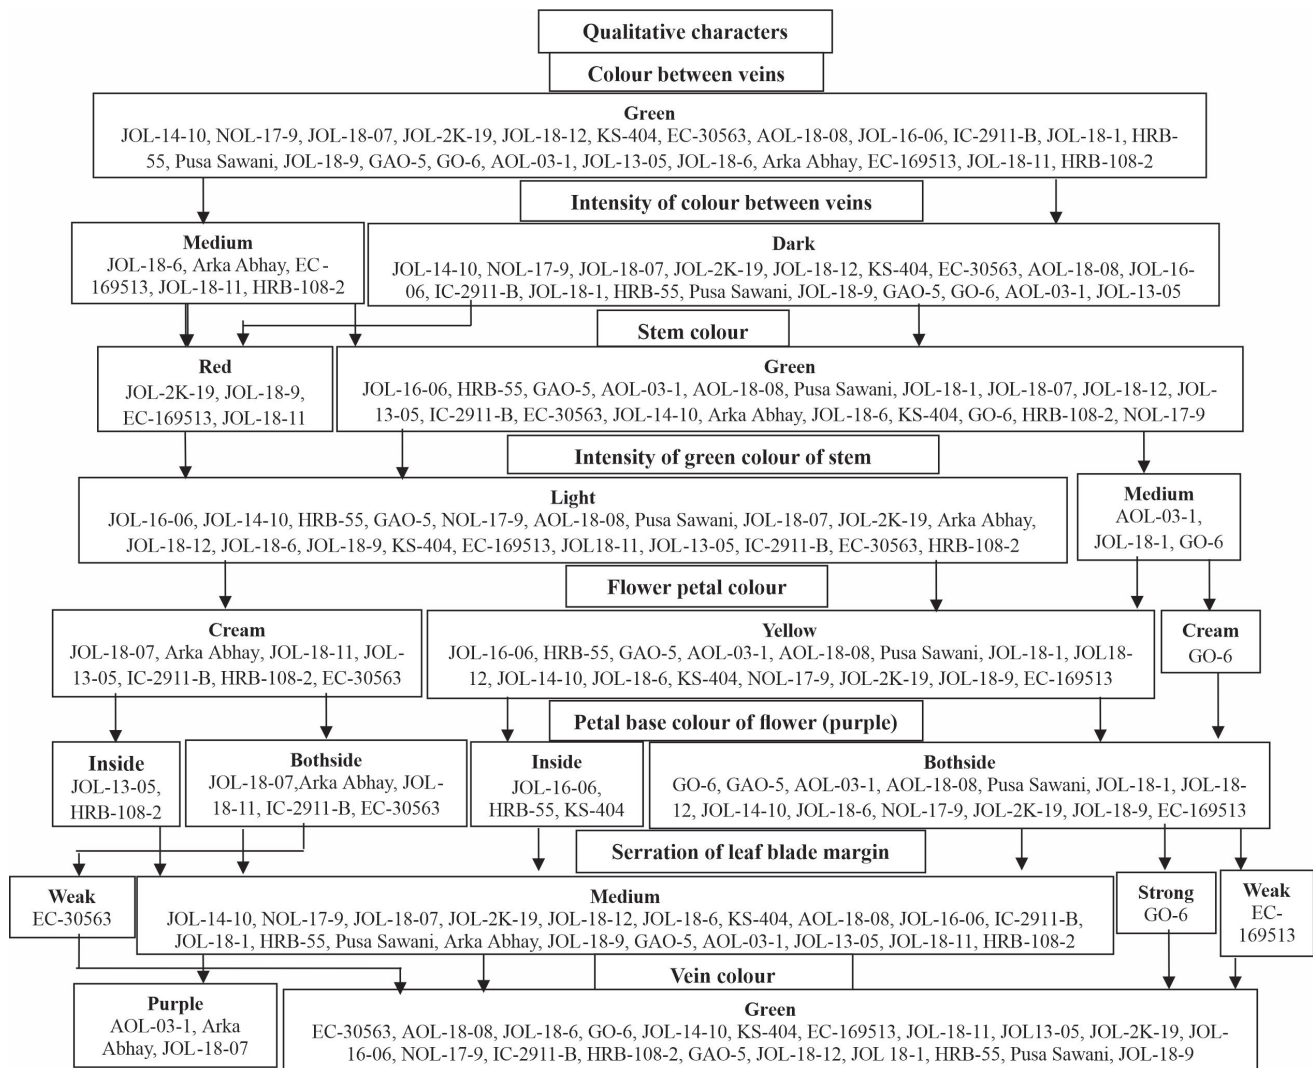 Qualitative characters
Colour between veins
Green
JOL-14-10, NOL-17-9, JOL-18-07, JOL-2K-19, JOL-18-12, KS-404, EC-30563, AOL-18-08, JOL-16-06, IC-2911-B, JOL-18-1, HRB-
55, Pusa Sawani, JOL-18-9, GAO-5, GO-6, AOL-03-1, JOL-13-05, JOL-18-6, Arka Abhay, EC-169513, JOL-18-11, HRB-108-2
Intensity of colour between veins
Medium
JOL-18-6, Arka Abhay, EC-
169513, JOL-18-11, HRB-108-2
Dark
JOL-14-10, NOL-17-9, JOL-18-07, JOL-2K-19, JOL-18-12, KS-404, EC-30563, AOL-18-08, JOL-16-
06, IC-2911-B, JOL-18-1, HRB-55, Pusa Sawani, JOL-18-9, GAO-5, GO-6, AOL-03-1, JOL-13-05
Stem colour
Red
JOL-2K-19, JOL-18-9,
EC-169513, JOL-18-11
Green
JOL-16-06, HRB-55, GAO-5, AOL-03-1, AOL-18-08, Pusa Sawani, JOL-18-1, JOL-18-07, JOL-18-12, JOL-
13-05, IC-2911-B, EC-30563, JOL-14-10, Arka Abhay, JOL-18-6, KS-404, GO-6, HRB-108-2, NOL-17-9
Intensity of green colour of stem
Light
JOL-16-06, JOL-14-10, HRB-55, GAO-5, NOL-17-9, AOL-18-08, Pusa Sawani, JOL-18-07, JOL-2K-19, Arka Abhay,
JOL-18-12, JOL-18-6, JOL-18-9, KS-404, EC-169513, JOL18-11, JOL-13-05, IC-2911-B, EC-30563, HRB-108-2
Medium
AOL-03-1,
JOL-18-1, GO-6
Flower petal colour
Cream
JOL-18-07, Arka Abhay, JOL-18-11, JOL-
13-05, IC-2911-B, HRB-108-2, EC-30563
Yellow
JOL-16-06, HRB-55, GAO-5, AOL-03-1, AOL-18-08, Pusa Sawani, JOL-18-1, JOL18-
12, JOL-14-10, JOL-18-6, KS-404, NOL-17-9, JOL-2K-19, JOL-18-9, EC-169513
Cream
GO-6
Petal base colour of flower (purple)
Inside
JOL-13-05,
HRB-108-2
Bothside
JOL-18-07,Arka Abhay, JOL-
18-11, IC-2911-B, EC-30563
Inside
JOL-16-06,
HRB-55, KS-404
Bothside
GO-6, GAO-5, AOL-03-1, AOL-18-08, Pusa Sawani, JOL-18-1, JOL-18-
12, JOL-14-10, JOL-18-6, NOL-17-9, JOL-2K-19, JOL-18-9, EC-169513
Serration of leaf blade margin
Weak
EC-30563
Medium
JOL-14-10, NOL-17-9, JOL-18-07, JOL-2K-19, JOL-18-12, JOL-18-6, KS-404, AOL-18-08, JOL-16-06, IC-2911-B,
JOL-18-1, HRB-55, Pusa Sawani, Arka Abhay, JOL-18-9, GAO-5, AOL-03-1, JOL-13-05, JOL-18-11, HRB-108-2
Strong
GO-6
Weak
EC-
169513
Vein colour
Purple
AOL-03-1, Arka
Abhay, JOL-18-07
Green
EC-30563, AOL-18-08, JOL-18-6, GO-6, JOL-14-10, KS-404, EC-169513, JOL-18-11, JOL13-05, JOL-2K-19, JOL-
16-06, NOL-17-9, IC-2911-B, HRB-108-2, GAO-5, JOL-18-12, JOL 18-1, HRB-55, Pusa Sawani, JOL-18-9